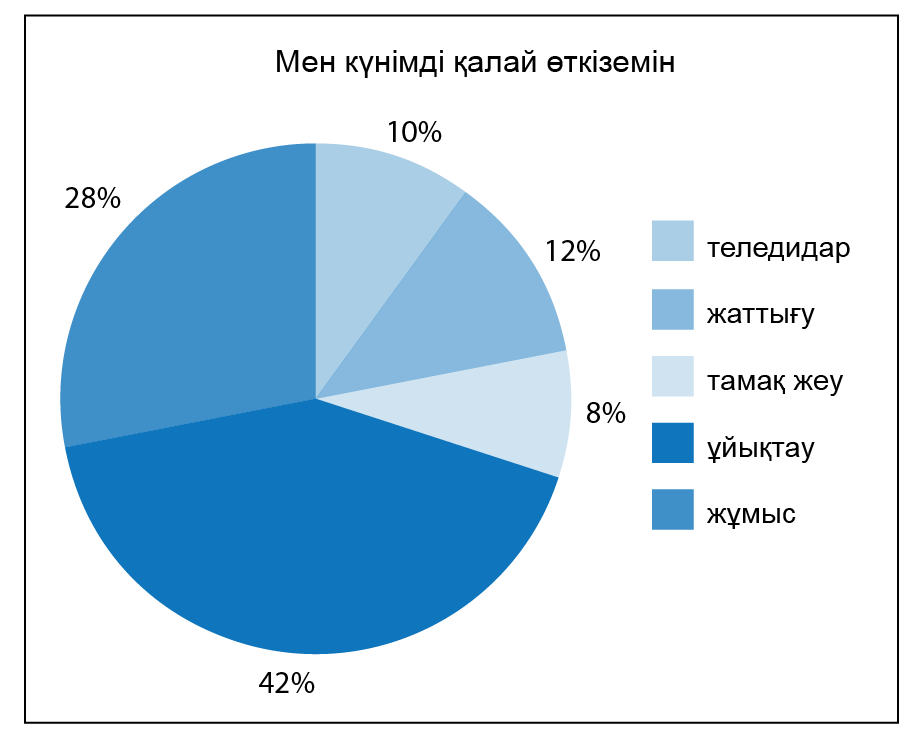 Мен күнімді қалай өткіземін
10%
28%
12%
8%
42%
теледидар
жаттығу
тамақ жеу
ұйықтау
жұмыс